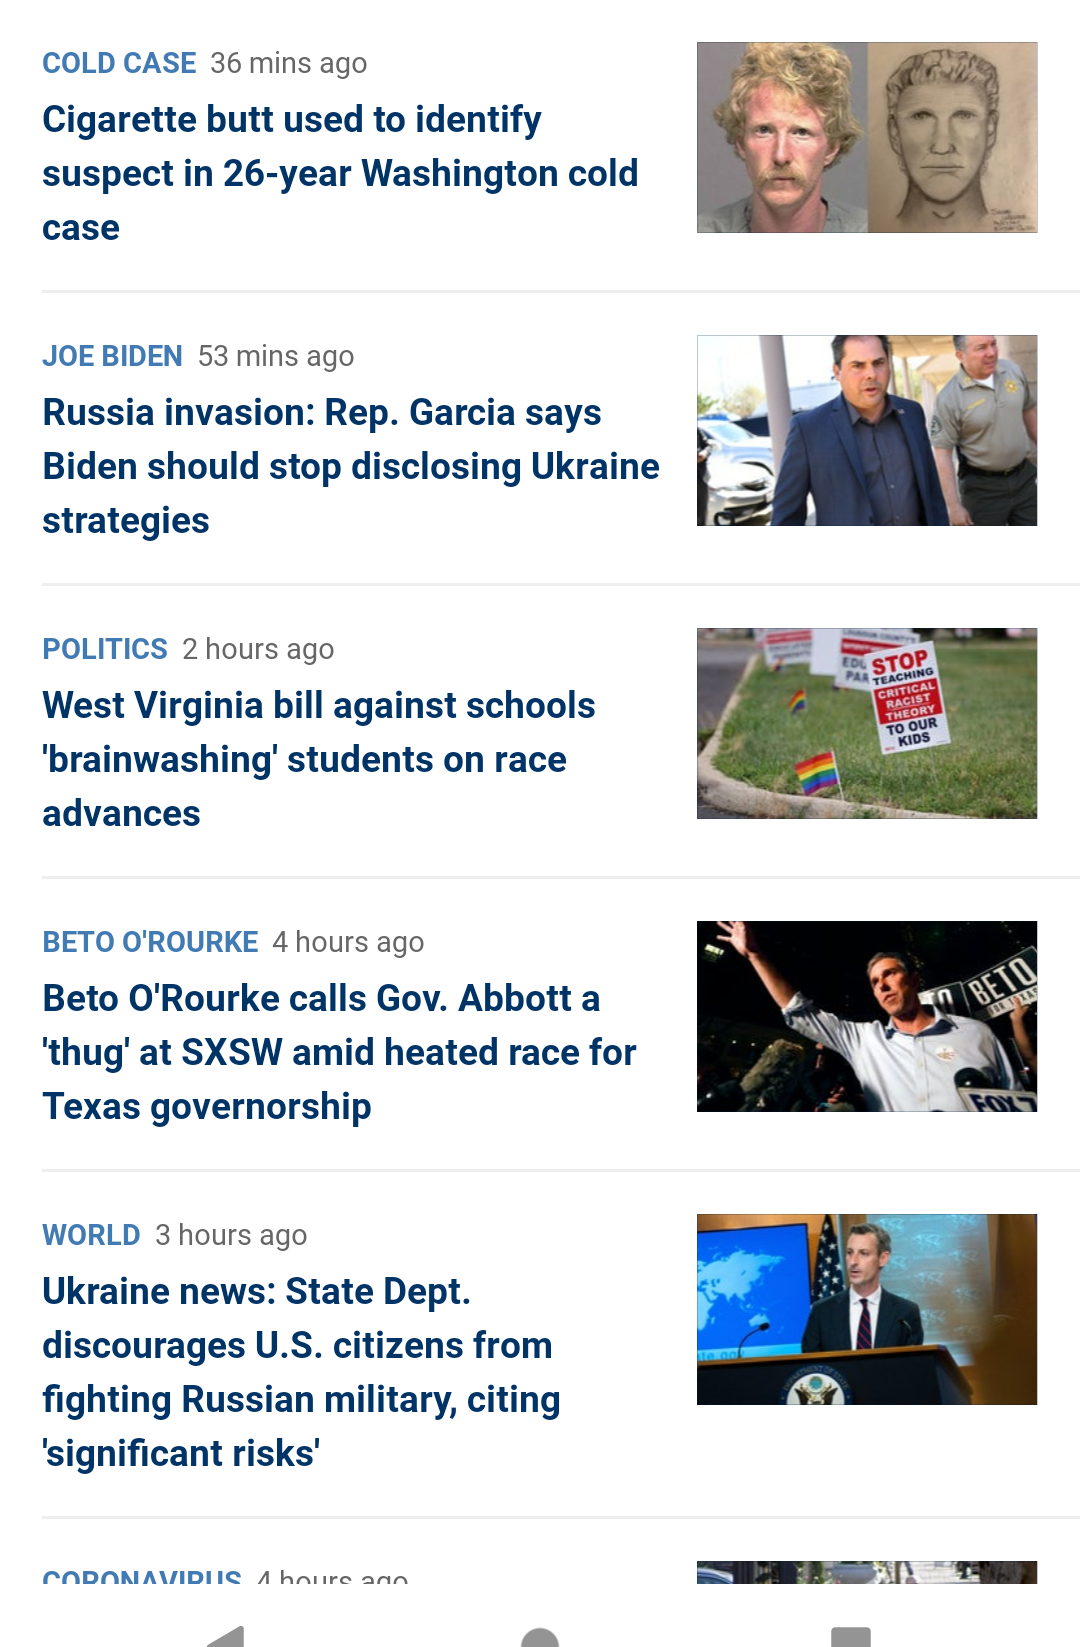 COLD CASE 36 mins ago
Cigarette butt used to identify
suspect in 26-year Washington cold
case
JOE BIDEN 53 mins ago
Russia invasion: Rep. Garcia says
Biden should stop disclosing Ukraine
strategies
POLITICS 2 hours ago
West Virginia bill against schools
'brainwashing' students on race
advances
STOP
TEACHING
CRITICAL
RACIST
THEORY
TO OUR
KIDS
BETO O'ROURKE 4 hours ago
Beto O'Rourke calls Gov. Abbott a
'thug' at SXSW amid heated race for
Texas governorship
BETO
FOR TEXAS
FOX 7
WORLD 3 hours ago
Ukraine news: State Dept.
discourages U.S. citizens from
fighting Russian military, citing
'significant risks'
CORONAVIRUS 4 hours ago